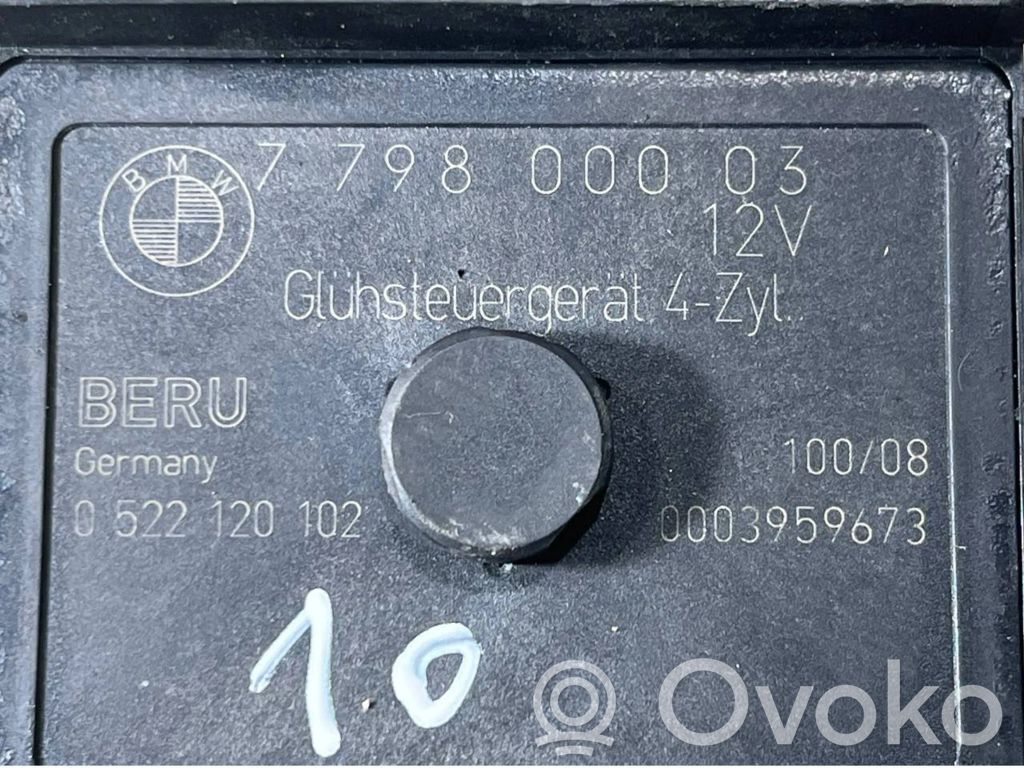 BMW
7 798 000 03
12V
Glühsteuergerät 4-Zyl.
BERU
Germany
100/08
0 522 120 102
0003959673
10
Ovoko